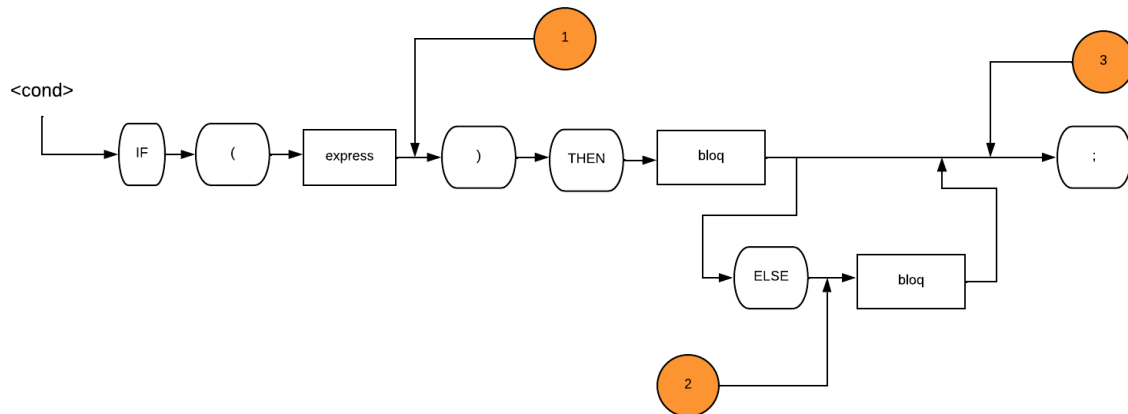 1
3
<cond>
IF
(
express
)
THEN
bloq
;
ELSE
bloq
2